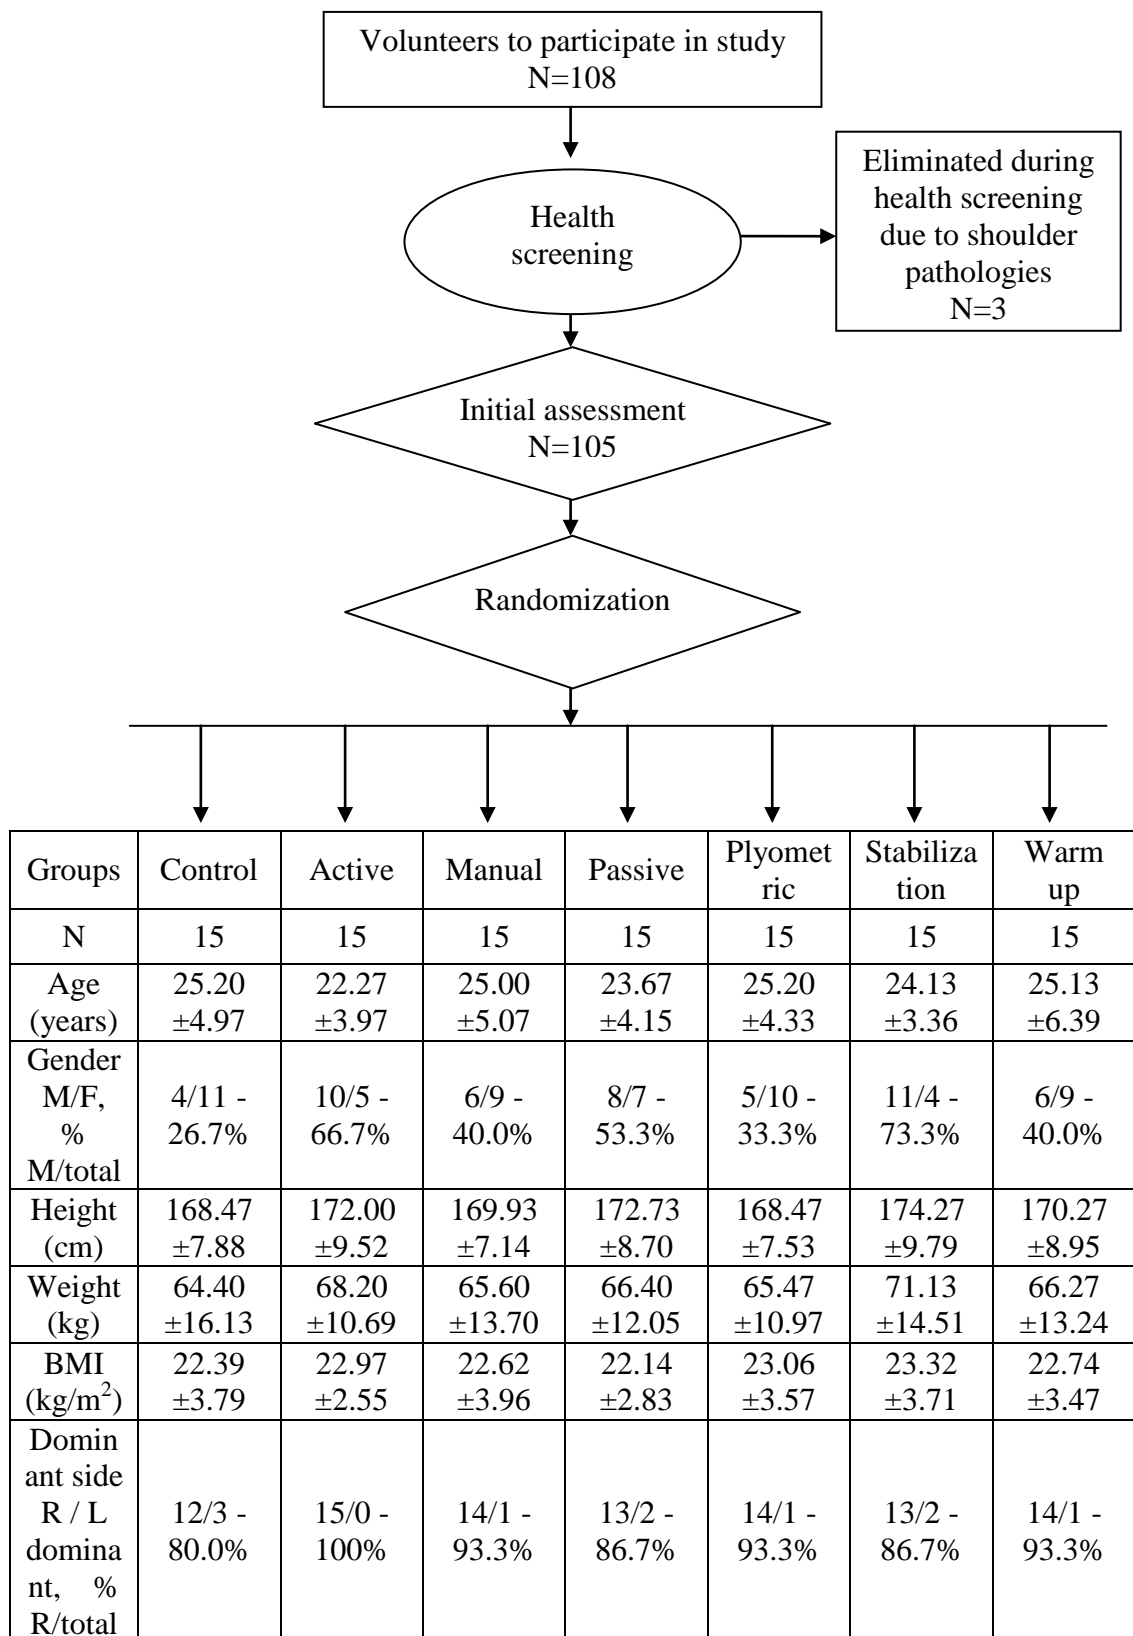 Volunteers to participate in study
N=108
Eliminated during
health screening
due to shoulder
pathologies
N=3
Health
screening
Initial assessment
N=105
Randomization
Groups Control Active Manual Passive Plyomet Stabiliza Warm
ric tion up
N 15 15 15 15 15 15 15
Age 25.20 22.27 25.00 23.67 25.20 24.13 25.13
(years) ±4.97 ±3.97 ±5.07 ±4.15 ±4.33 ±3.36 ±6.39
Gender
M/F, 4/11 - 10/5 - 6/9 - 8/7 - 5/10 - 11/4 - 6/9 -
% 26.7% 66.7% 40.0% 53.3% 33.3% 73.3% 40.0%
M/total
Height 168.47 172.00 169.93 172.73 168.47 174.27 170.27
(cm) ±7.88 ±9.52 ±7.14 ±8.70 ±7.53 ±9.79 ±8.95
Weight 64.40 68.20 65.60 66.40 65.47 71.13 66.27
(kg) ±16.13 ±10.69 ±13.70 ±12.05 ±10.97 ±14.51 ±13.24
BMI 22.39 22.97 22.62 22.14 23.06 23.32 22.74
(kg/m²) ±3.79 ±2.55 ±3.96 ±2.83 ±3.57 ±3.71 ±3.47
Domin
ant side
R / L 12/3 - 15/0 - 14/1 - 13/2 - 14/1 - 13/2 - 14/1 -
domina 80.0% 100% 93.3% 86.7% 93.3% 86.7% 93.3%
nt, %
R/total